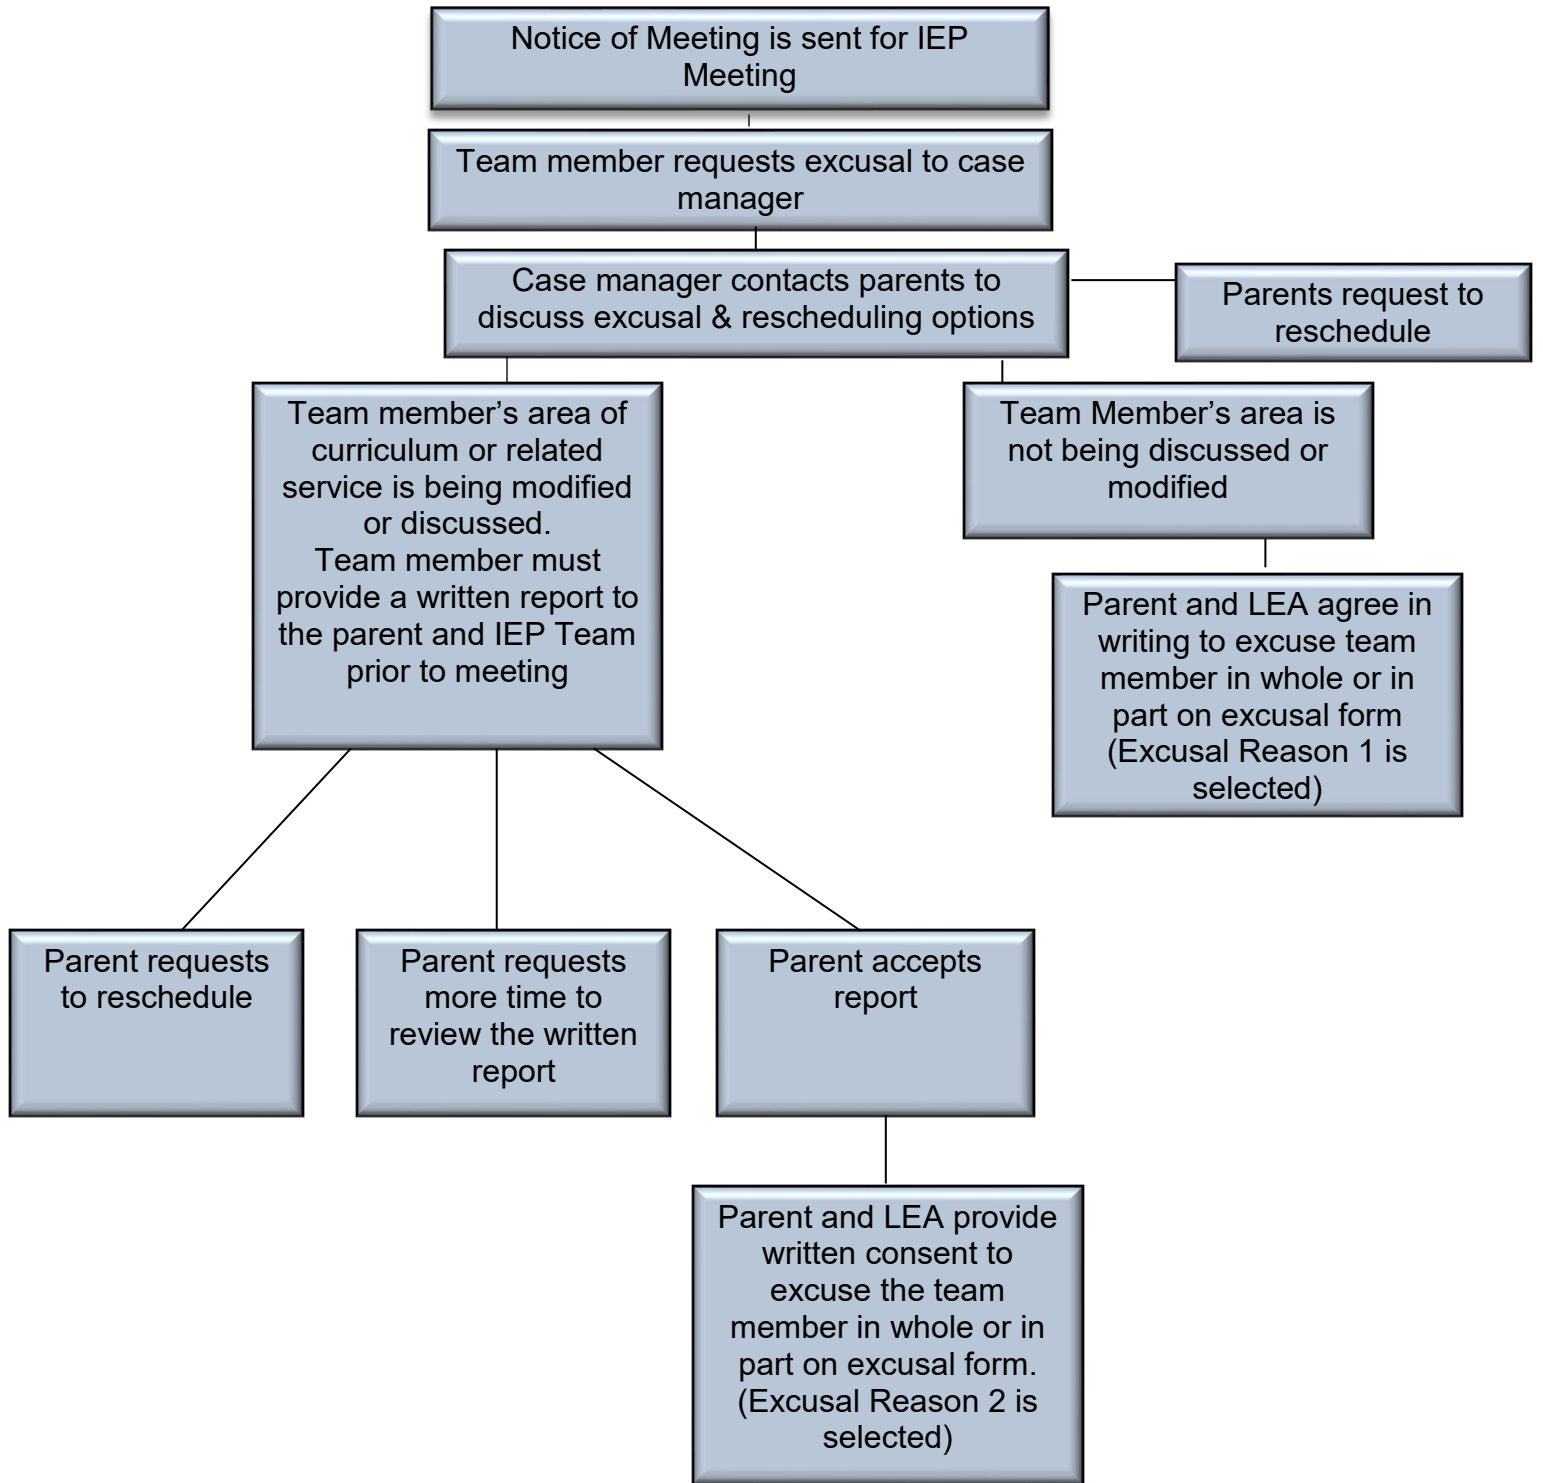 Notice of Meeting is sent for IEP
Meeting
Team member requests excusal to case
manager
Case manager contacts parents to
discuss excusal & rescheduling options
Parents request to
reschedule
Team member’s area of
curriculum or related
service is being modified
or discussed.
Team member must
provide a written report to
the parent and IEP Team
prior to meeting
Team Member’s area is
not being discussed or
modified
Parent and LEA agree in
writing to excuse team
member in whole or in
part on excusal form
(Excusal Reason 1 is
selected)
Parent requests
to reschedule
Parent requests
more time to
review the written
report
Parent accepts
report
Parent and LEA provide
written consent to
excuse the team
member in whole or in
part on excusal form.
(Excusal Reason 2 is
selected)